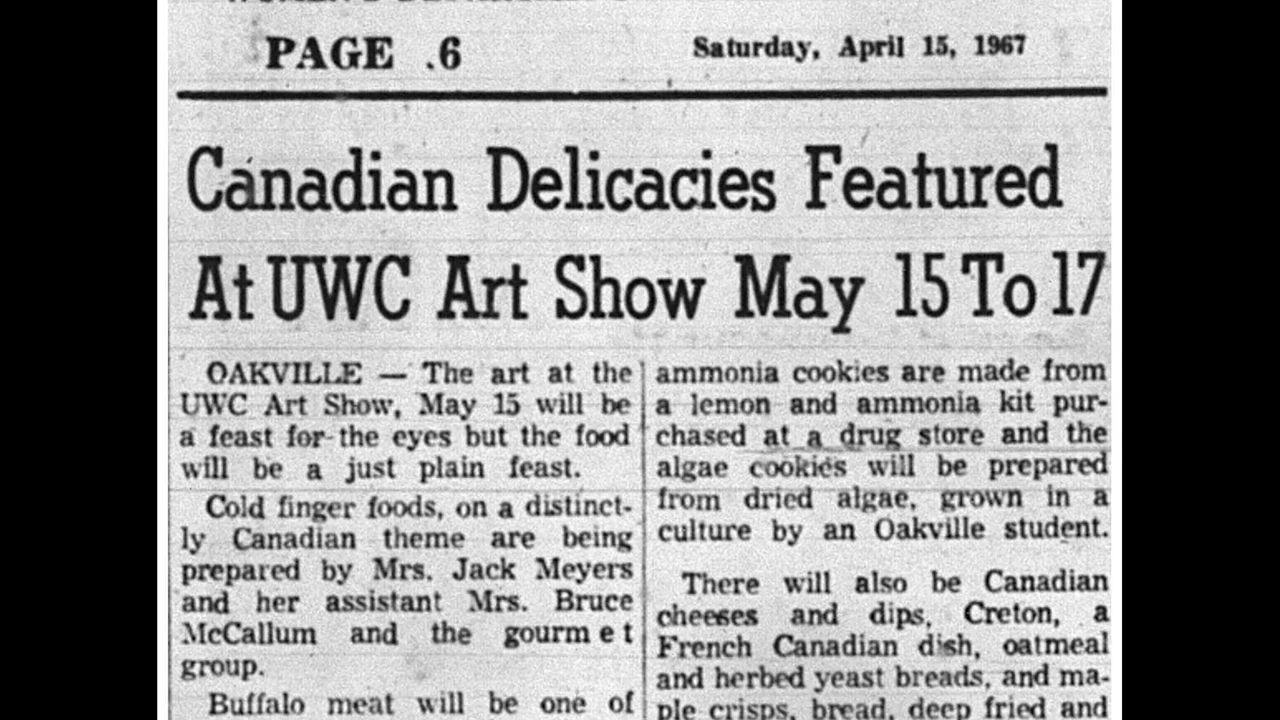 PAGE .6
Saturday, April 15, 1967
Canadian Delicacies Featured
At UWC Art Show May 15 To 17
OAKVILLE — The art at the
UWC Art Show, May 15 will be
a feast for the eyes but the food
will be a just plain feast.
Cold finger foods, on a distinct-
ly Canadian theme are being
prepared by Mrs. Jack Meyers
and her assistant Mrs. Bruce
McCallum and the gourm e t
group.
Buffalo meat will be one of
ammonia cookies are made from
a lemon and ammonia kit pur-
chased at a drug store and the
algae cookies will be prepared
from dried algae, grown in a
culture by an Oakville student.
There will also be Canadian
cheeses and dips, Creton, a
French Canadian dish, oatmeal
and herbed yeast breads, and ma-
ple crisps, bread, deep fried and